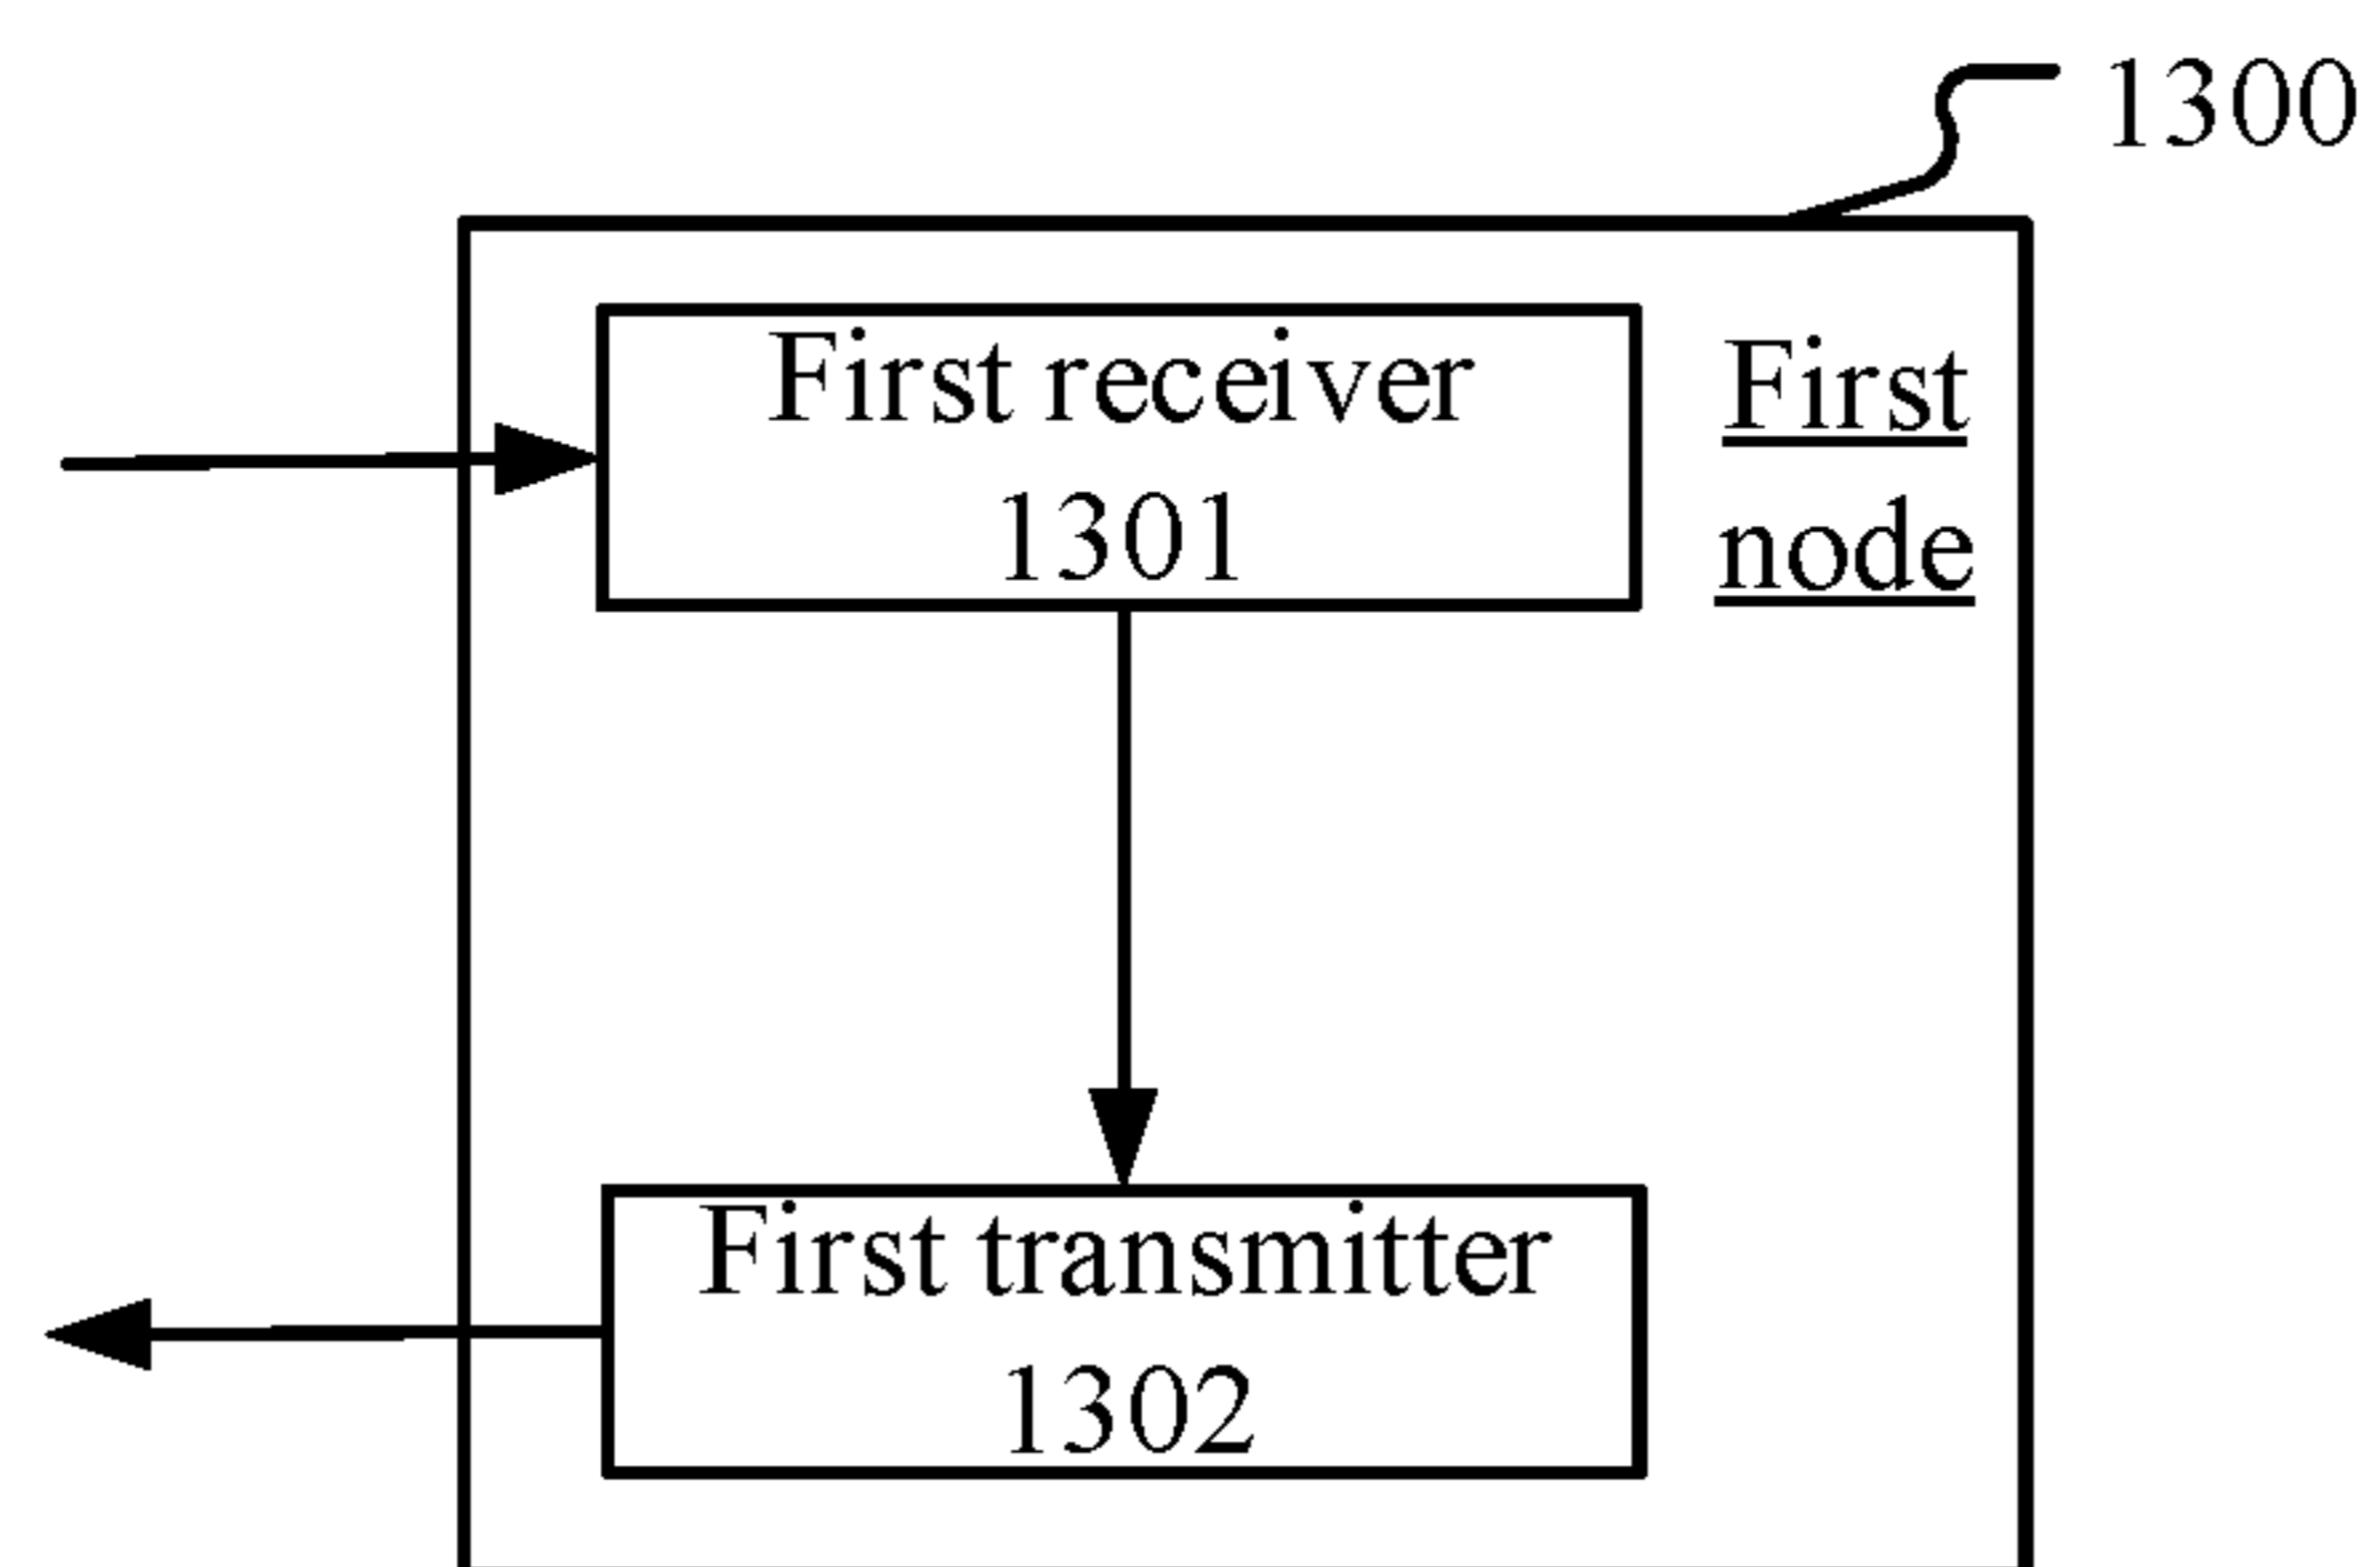 1300
First receiver
1301
First
node
First transmitter
1302